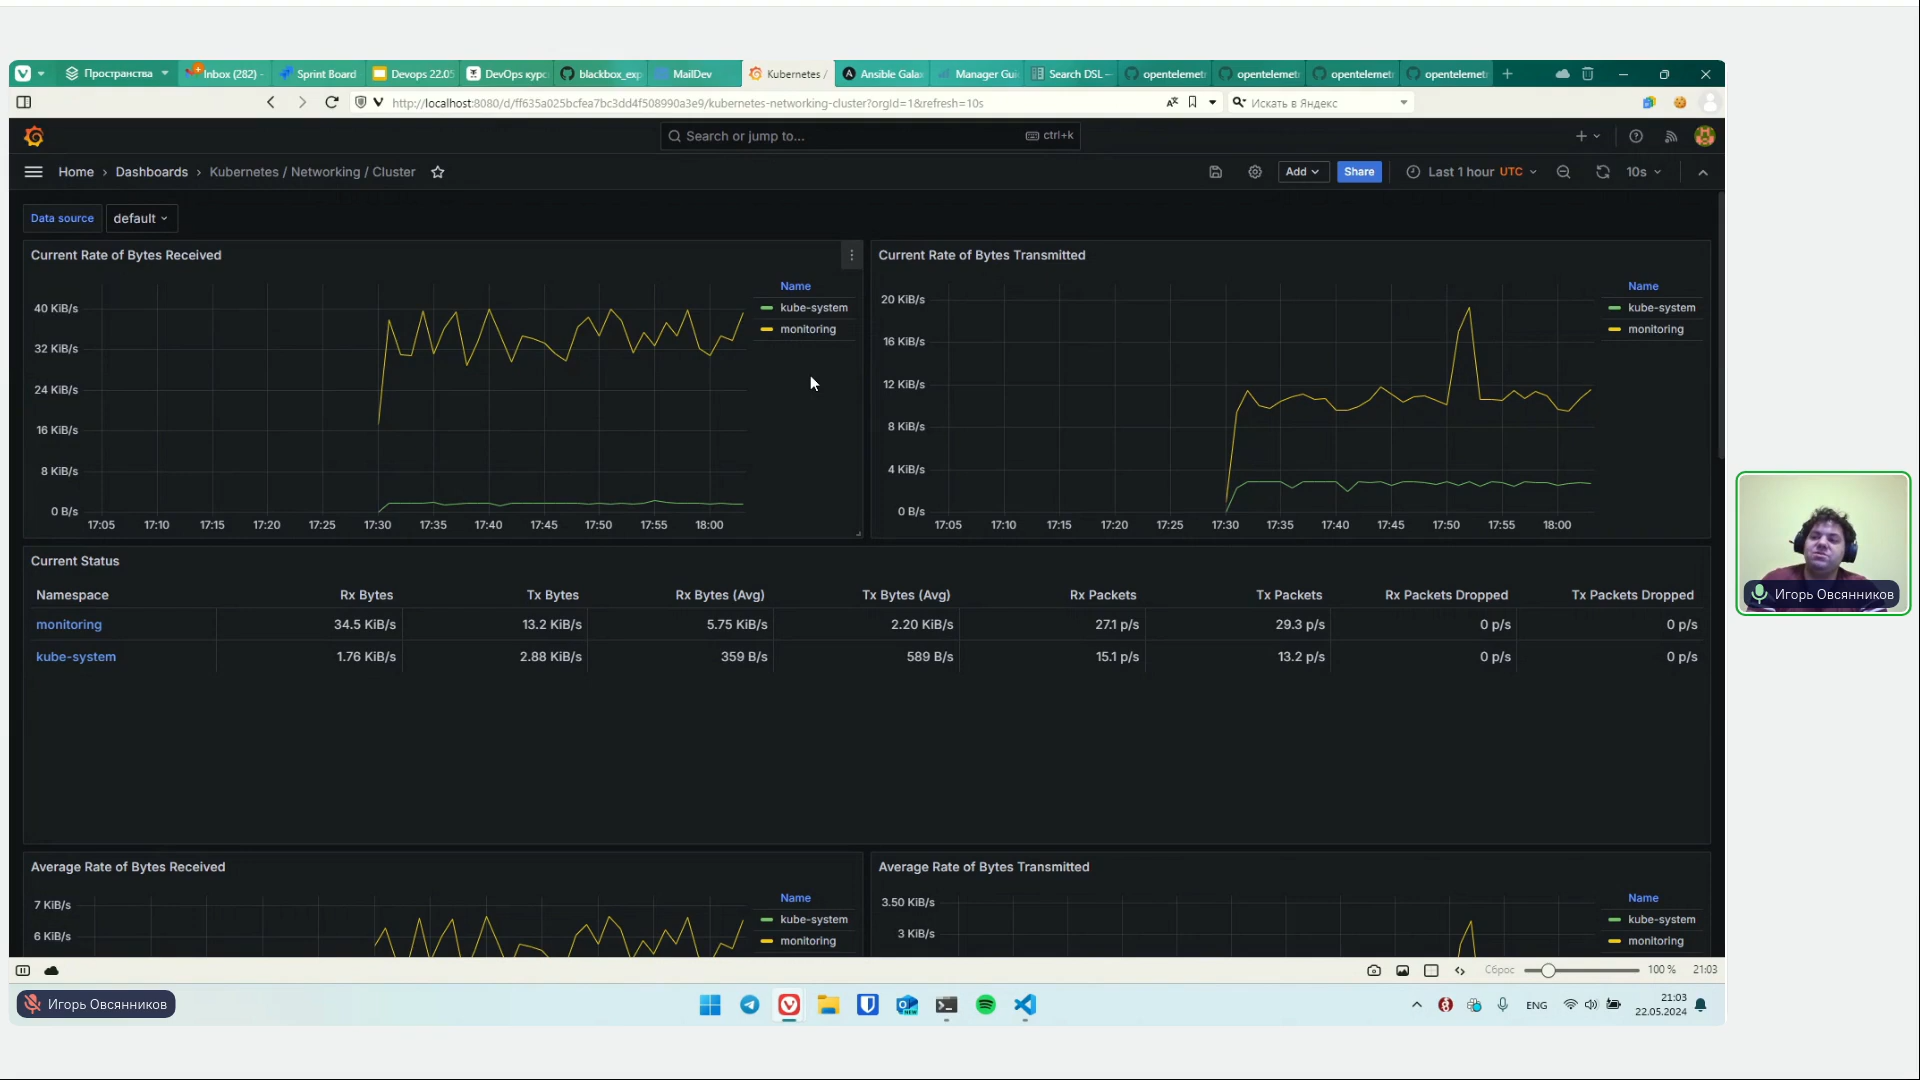 Пространства
Inbox (282) -
Sprint Board
Devops 22.05
DevOps курс
blackbox_exp
MailDev
Kubernetes /
Ansible Gala
Manager Gui
Search DSL -
opentelemet
opentelemet
opentelemet
opentelemet
http://localhost:8080/d/ff635a025bcfea7bc3dd4f508990a3e9/kubernetes-networking-cluster?orgId=1&refresh=10s
Искать в Яндекс
Search or jump to...
ctrl+k
Home › Dashboards › Kubernetes / Networking / Cluster
Add
Share
Last 1 hour UTC
10s
Data source
default
Current Rate of Bytes Received
Name
kube-system
monitoring
40 KiB/s
32 KiB/s
24 KiB/s
16 KiB/s
8 KiB/s
0 B/s
17:05 17:10 17:15 17:20 17:25 17:30 17:35 17:40 17:45 17:50 17:55 18:00
Current Rate of Bytes Transmitted
Name
kube-system
monitoring
20 KiB/s
16 KiB/s
12 KiB/s
8 KiB/s
4 KiB/s
0 B/s
17:05 17:10 17:15 17:20 17:25 17:30 17:35 17:40 17:45 17:50 17:55 18:00
Current Status
Namespace Rx Bytes Tx Bytes Rx Bytes (Avg) Tx Bytes (Avg) Rx Packets Tx Packets Rx Packets Dropped Tx Packets Dropped
monitoring 34.5 KiB/s 13.2 KiB/s 5.75 KiB/s 2.20 KiB/s 27.1 p/s 29.3 p/s 0 p/s 0 p/s
kube-system 1.76 KiB/s 2.88 KiB/s 359 B/s 589 B/s 15.1 p/s 13.2 p/s 0 p/s 0 p/s
Average Rate of Bytes Received
Name
kube-system
monitoring
7 KiB/s
6 KiB/s
Average Rate of Bytes Transmitted
Name
kube-system
monitoring
3.50 KiB/s
3 KiB/s
Сброс
100 %
21:03
Игорь Овсянников
ENG
21:03
22.05.2024
Игорь Овсянников